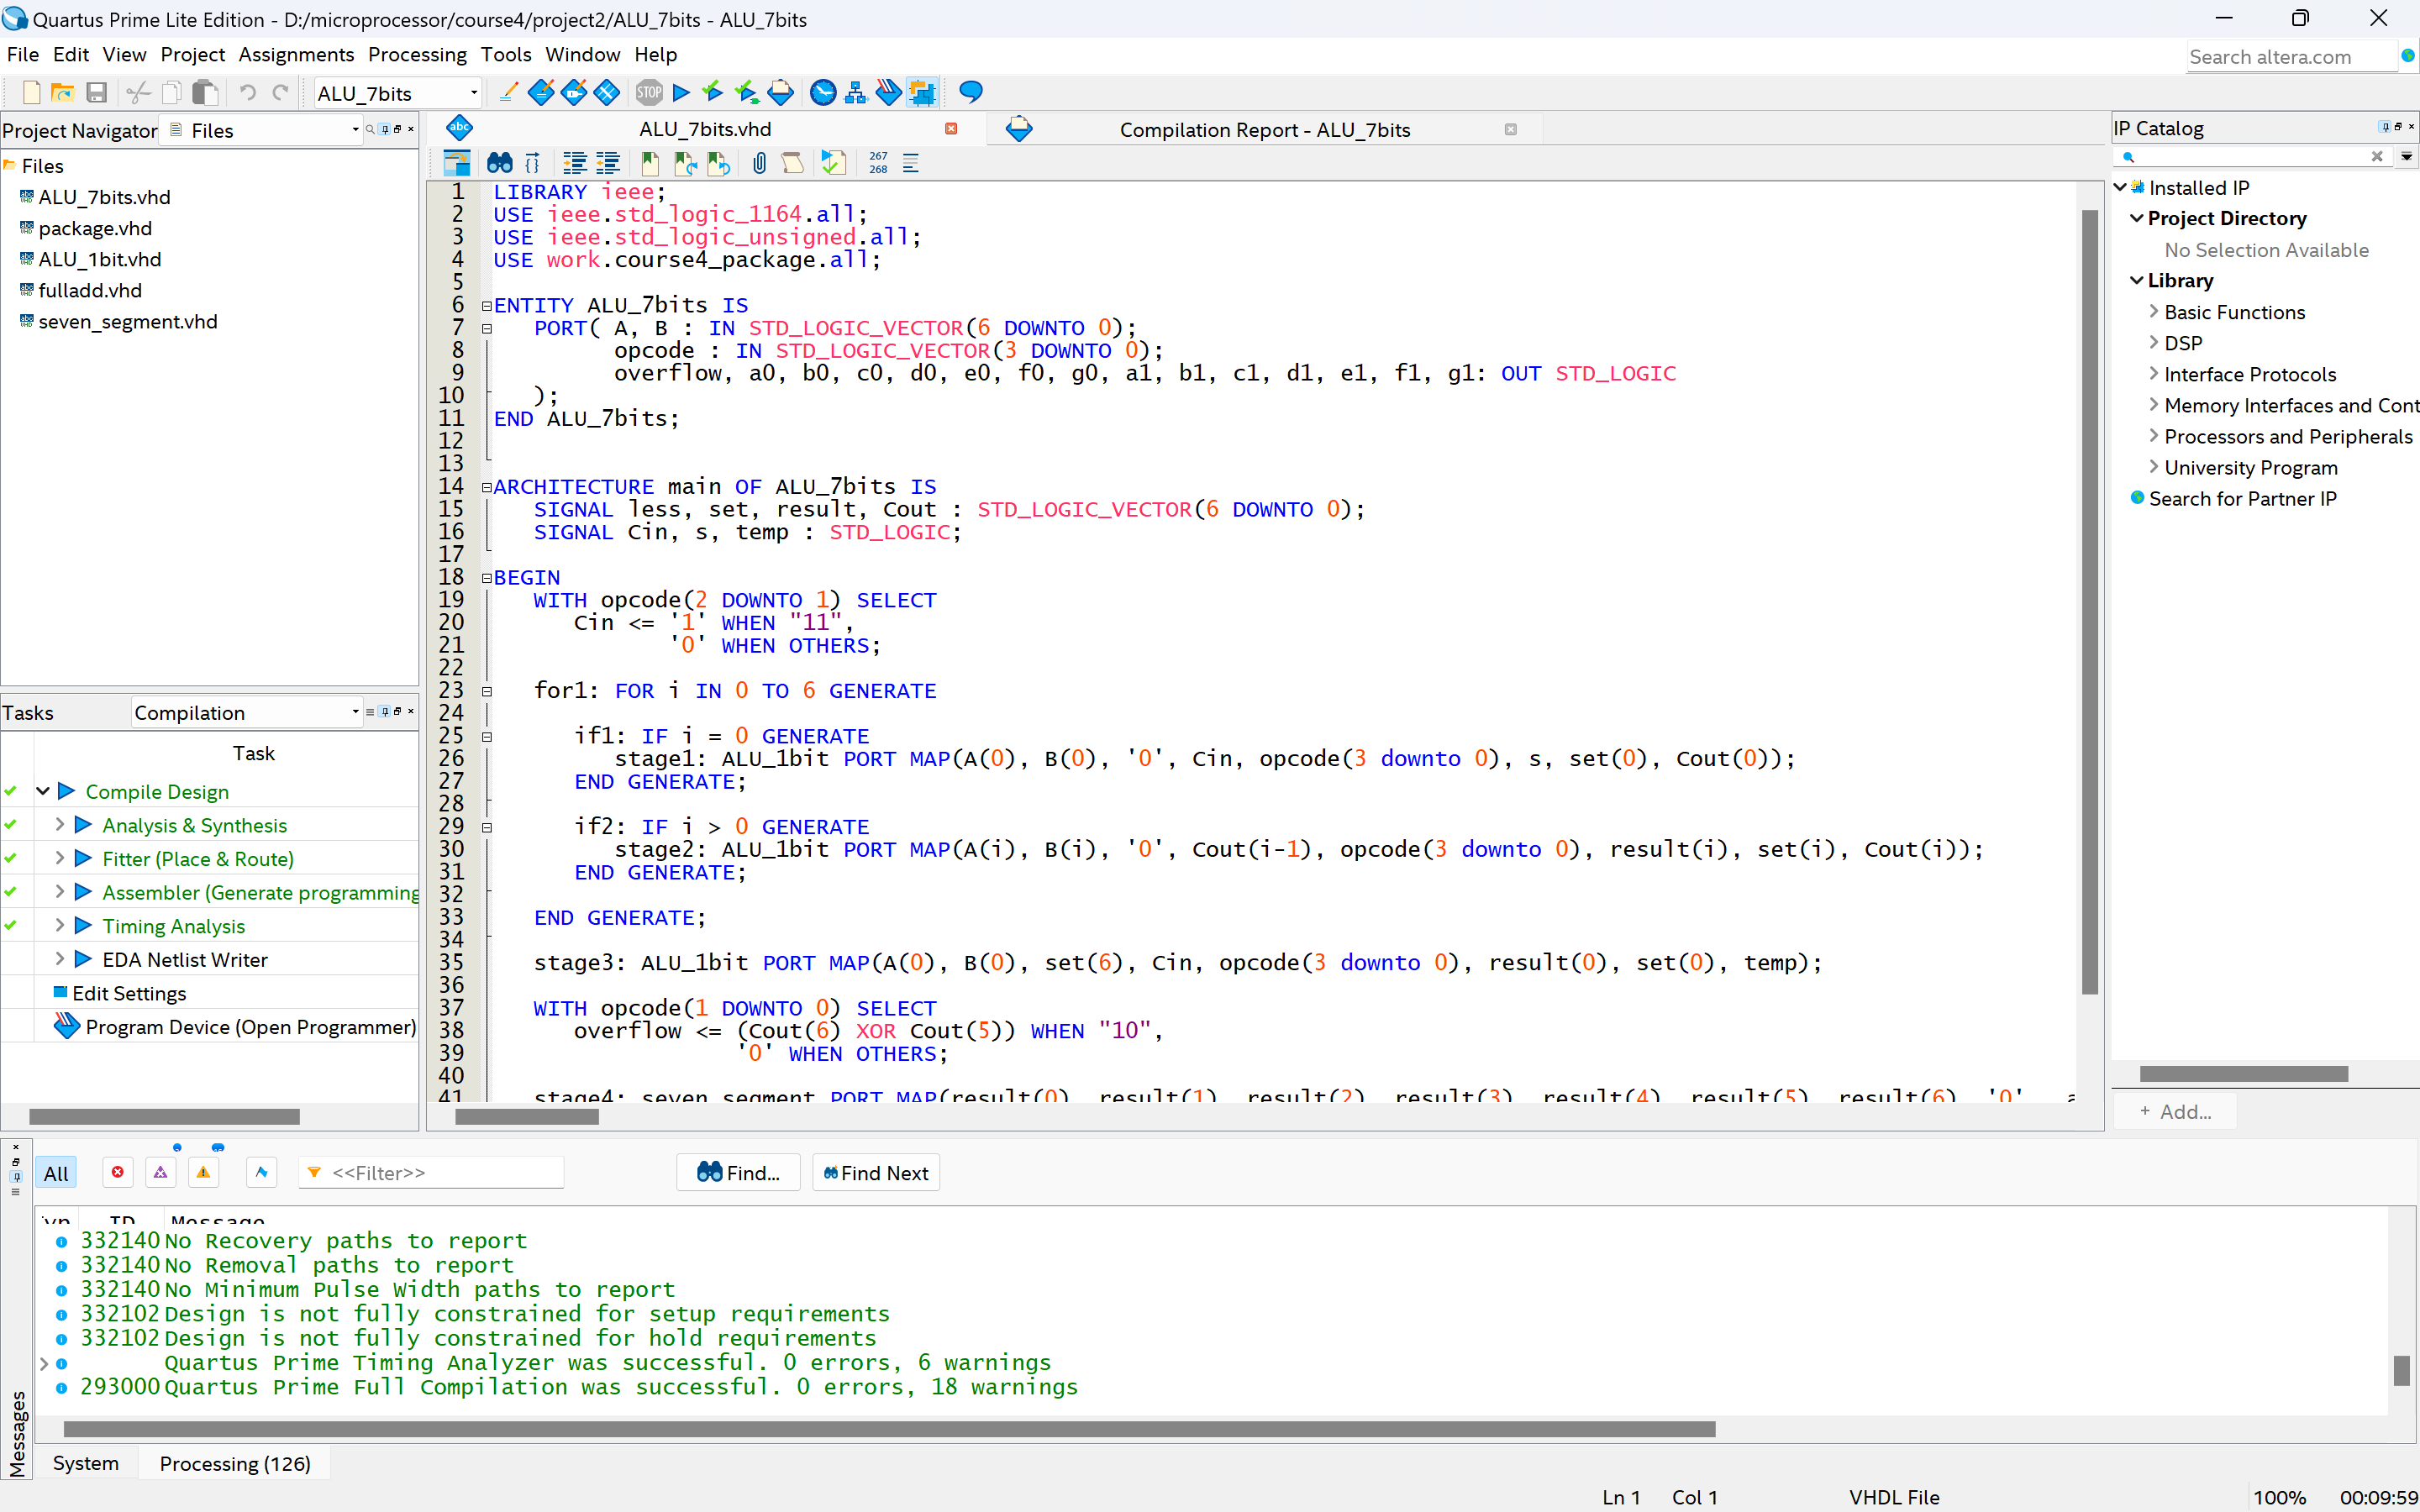 Quartus Prime Lite Edition - D:/microprocessor/course4/project2/ALU_7bits - ALU_7bits
File Edit View Project Assignments Processing Tools Window Help
Search altera.com
ALU_7bits
STOP
Project Navigator Files
ALU_7bits.vhd
Compilation Report - ALU_7bits
IP Catalog
267
268
Files
ALU_7bits.vhd
package.vhd
ALU_1bit.vhd
fulladd.vhd
seven_segment.vhd
Tasks Compilation
Task
Compile Design
Analysis & Synthesis
Fitter (Place & Route)
Assembler (Generate programming
Timing Analysis
EDA Netlist Writer
Edit Settings
Program Device (Open Programmer)
1 LIBRARY ieee;
2 USE ieee.std_logic_1164.all;
3 USE ieee.std_logic_unsigned.all;
4 USE work.course4_package.all;
5
6 ENTITY ALU_7bits IS
7 PORT( A, B : IN STD_LOGIC_VECTOR(6 DOWNTO 0);
8 opcode : IN STD_LOGIC_VECTOR(3 DOWNTO 0);
9 overflow, a0, b0, c0, d0, e0, f0, g0, a1, b1, c1, d1, e1, f1, g1: OUT STD_LOGIC
10 );
11 END ALU_7bits;
12
13
14 ARCHITECTURE main OF ALU_7bits IS
15 SIGNAL less, set, result, Cout : STD_LOGIC_VECTOR(6 DOWNTO 0);
16 SIGNAL Cin, s, temp : STD_LOGIC;
17
18 BEGIN
19 WITH opcode(2 DOWNTO 1) SELECT
20 Cin <= '1' WHEN "11",
21 '0' WHEN OTHERS;
22
23 for1: FOR i IN 0 TO 6 GENERATE
24
25 if1: IF i = 0 GENERATE
26 stage1: ALU_1bit PORT MAP(A(0), B(0), '0', Cin, opcode(3 downto 0), s, set(0), Cout(0));
27 END GENERATE;
28
29 if2: IF i > 0 GENERATE
30 stage2: ALU_1bit PORT MAP(A(i), B(i), '0', Cout(i-1), opcode(3 downto 0), result(i), set(i), Cout(i));
31 END GENERATE;
32
33 END GENERATE;
34
35 stage3: ALU_1bit PORT MAP(A(0), B(0), set(6), Cin, opcode(3 downto 0), result(0), set(0), temp);
36
37 WITH opcode(1 DOWNTO 0) SELECT
38 overflow <= (Cout(6) XOR Cout(5)) WHEN "10",
39 '0' WHEN OTHERS;
40
41 stage4: seven_segment PORT MAP(result(0), result(1), result(2), result(3), result(4), result(5), result(6), '0',
Installed IP
Project Directory
No Selection Available
Library
Basic Functions
DSP
Interface Protocols
Memory Interfaces and Cont
Processors and Peripherals
University Program
Search for Partner IP
+ Add...
All <<Filter>> Find... Find Next
ID Message
332140 No Recovery paths to report
332140 No Removal paths to report
332140 No Minimum Pulse Width paths to report
332102 Design is not fully constrained for setup requirements
332102 Design is not fully constrained for hold requirements
Quartus Prime Timing Analyzer was successful. 0 errors, 6 warnings
293000 Quartus Prime Full Compilation was successful. 0 errors, 18 warnings
Messages
System Processing (126)
Ln 1 Col 1 VHDL File 100% 00:09:59